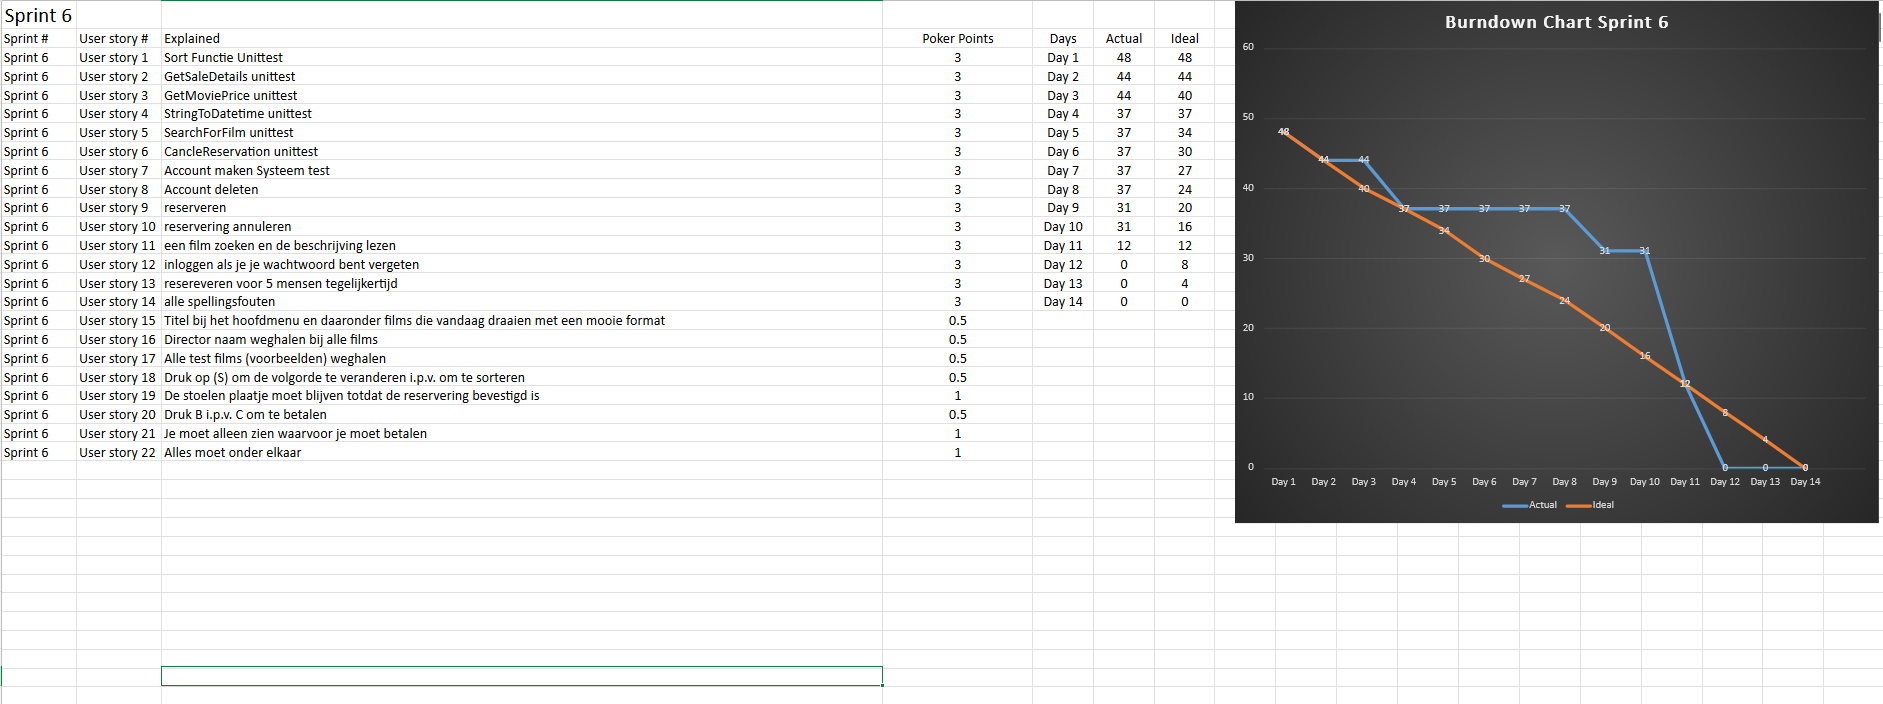 Sprint 6
Sprint # User story # Explained Poker Points Days Actual Ideal
Sprint 6 User story 1 Sort Functie Unittest 3 Day 1 48 48
Sprint 6 User story 2 GetSaleDetails unittest 3 Day 2 44 44
Sprint 6 User story 3 GetMoviePrice unittest 3 Day 3 44 40
Sprint 6 User story 4 StringToDatetime unittest 3 Day 4 37 37
Sprint 6 User story 5 SearchForFilm unittest 3 Day 5 37 34
Sprint 6 User story 6 CancleReservation unittest 3 Day 6 37 30
Sprint 6 User story 7 Account maken Systeem test 3 Day 7 37 27
Sprint 6 User story 8 Account deleten 3 Day 8 37 24
Sprint 6 User story 9 reserveren 3 Day 9 31 20
Sprint 6 User story 10 reservering annuleren 3 Day 10 31 16
Sprint 6 User story 11 een film zoeken en de beschrijving lezen 3 Day 11 12 12
Sprint 6 User story 12 inloggen als je je wachtwoord bent vergeten 3 Day 12 0 8
Sprint 6 User story 13 resereveren voor 5 mensen tegelijkertijd 3 Day 13 0 4
Sprint 6 User story 14 alle spellingsfouten 3 Day 14 0 0
Sprint 6 User story 15 Titel bij het hoofdmenu en daaronder films die vandaag draaien met een mooie format 0.5
Sprint 6 User story 16 Director naam weghalen bij alle films 0.5
Sprint 6 User story 17 Alle test films (voorbeelden) weghalen 0.5
Sprint 6 User story 18 Druk op (S) om de volgorde te veranderen i.p.v. om te sorteren 0.5
Sprint 6 User story 19 De stoelen plaatje moet blijven totdat de reservering bevestigd is 1
Sprint 6 User story 20 Druk B i.p.v. C om te betalen 0.5
Sprint 6 User story 21 Je moet alleen zien waarvoor je moet betalen 1
Sprint 6 User story 22 Alles moet onder elkaar 1
Burndown Chart Sprint 6
60
50
48
44 44
40 40
37 37 37 37 37
34
31 31
30 30
27
24
20 20
16
12
10
8
4
0 0 0 0
Day 1 Day 2 Day 3 Day 4 Day 5 Day 6 Day 7 Day 8 Day 9 Day 10 Day 11 Day 12 Day 13 Day 14
Actual Ideal